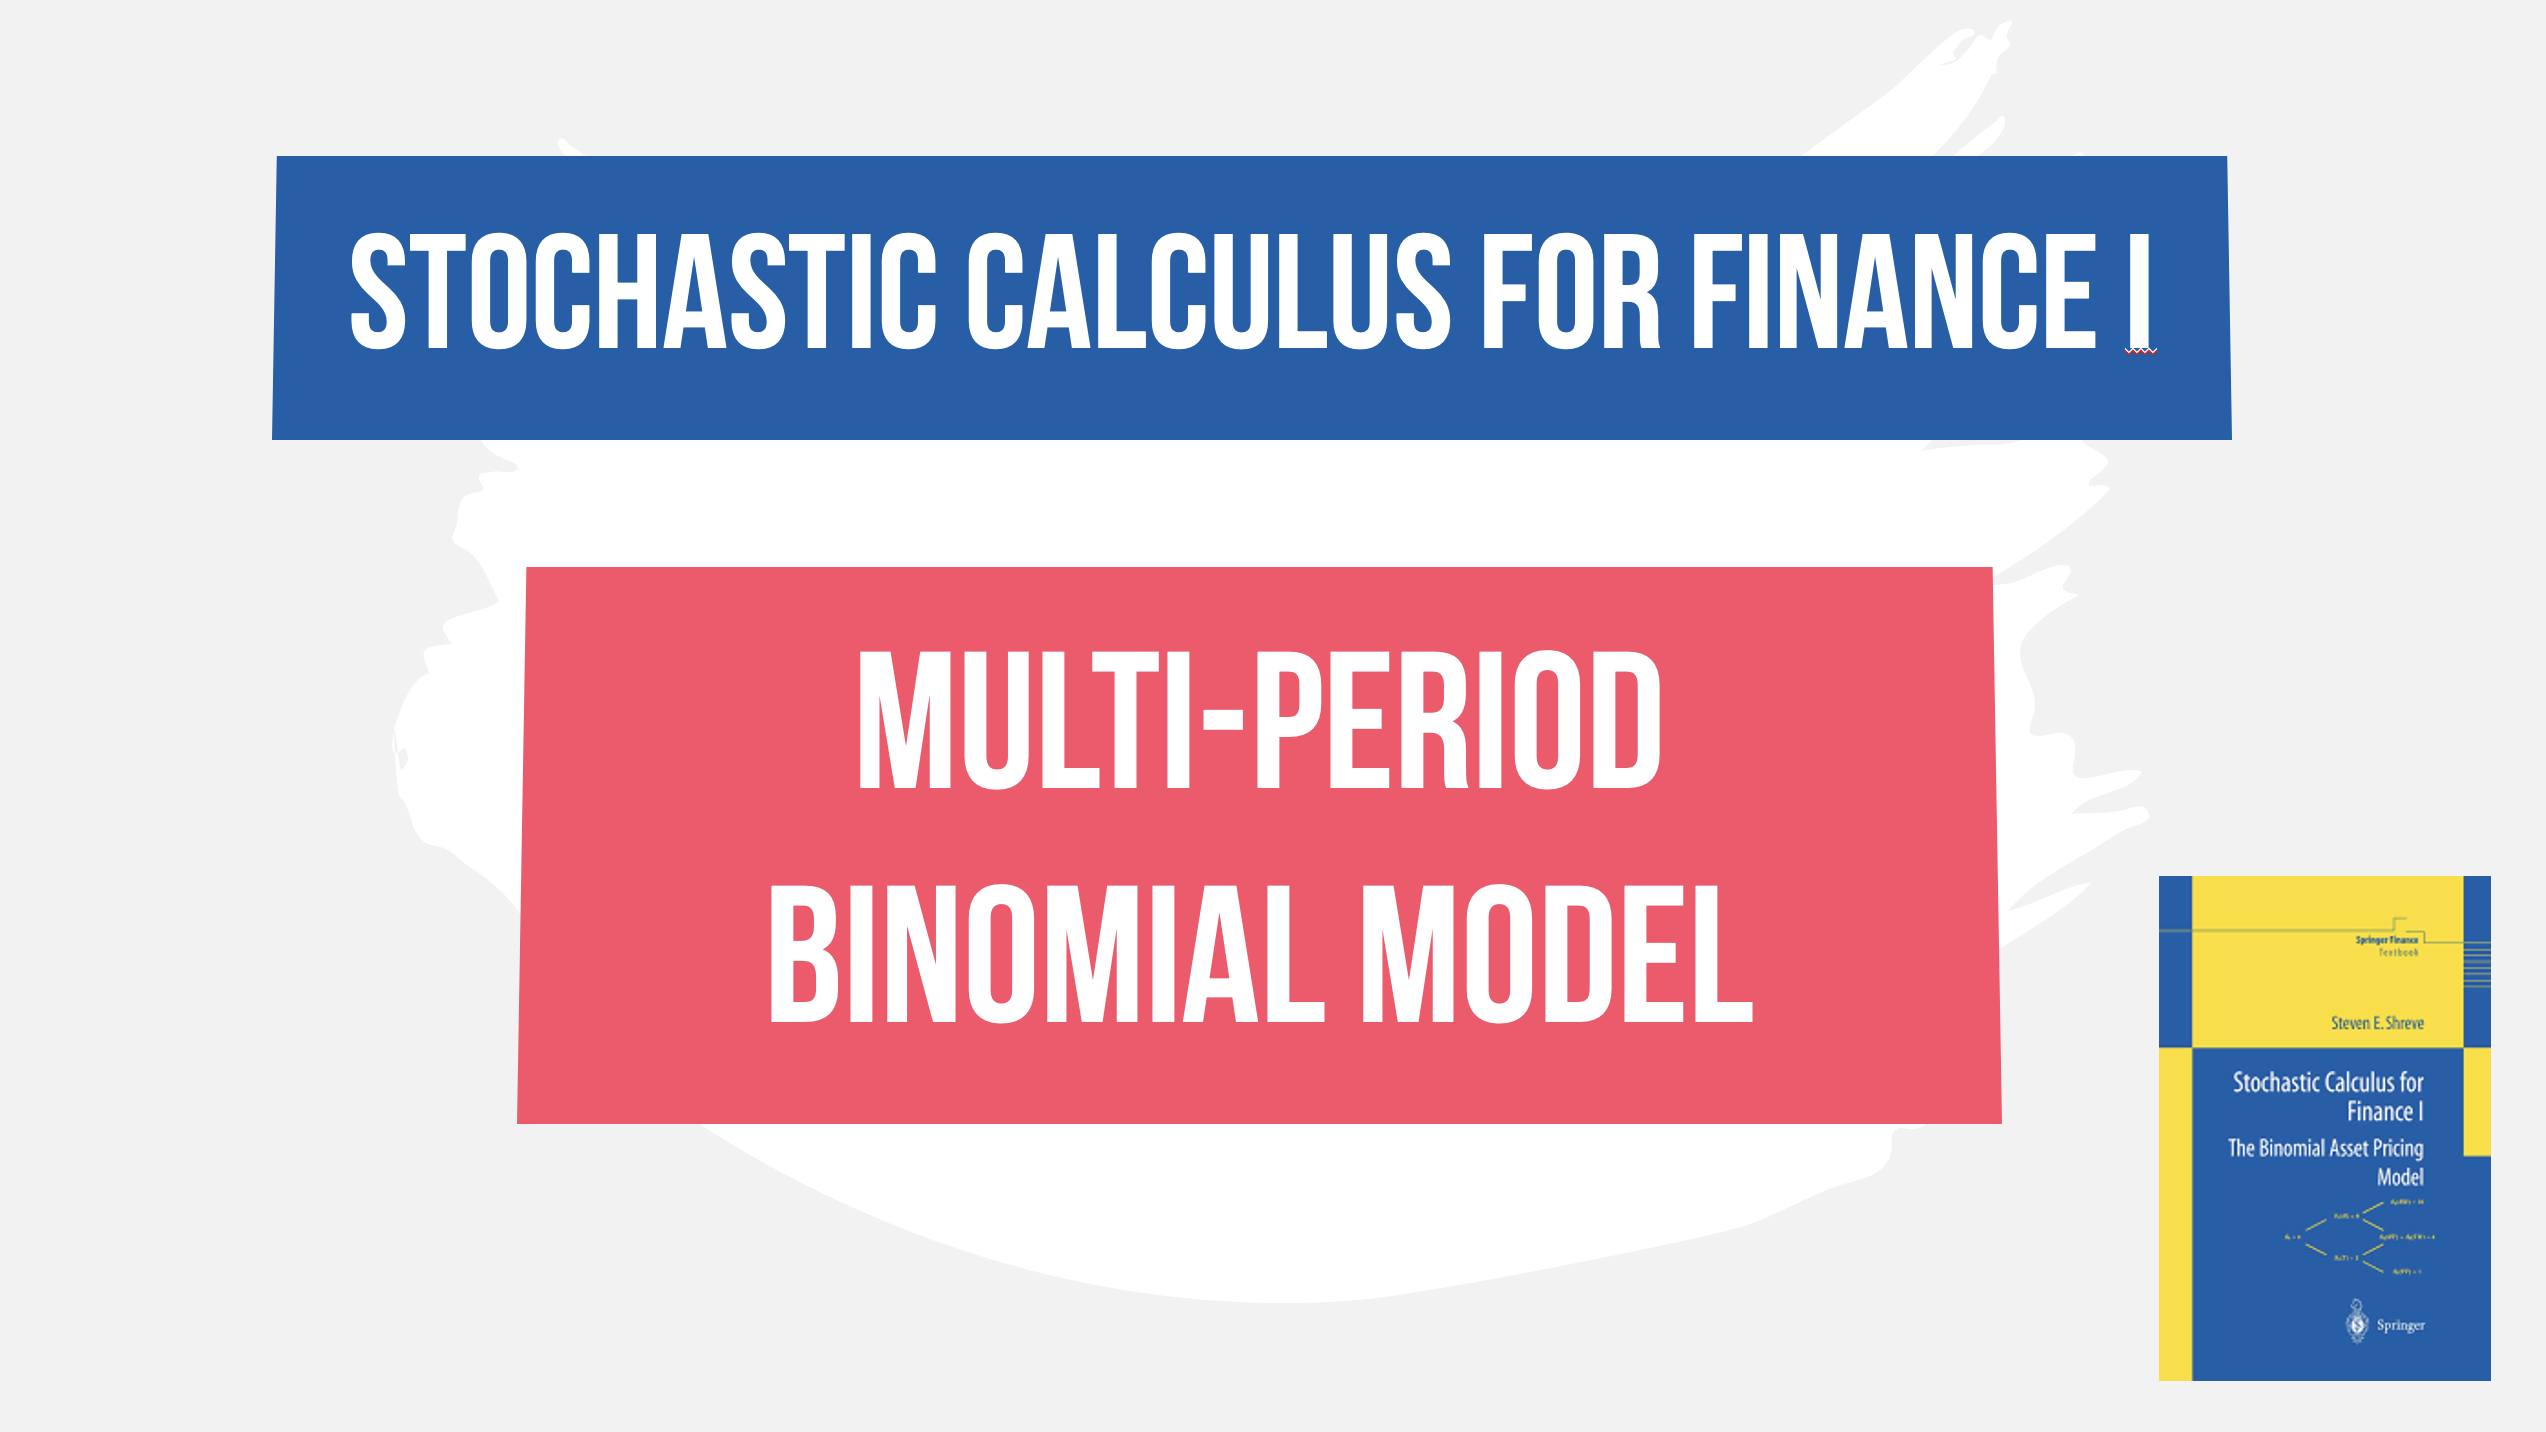 STOCHASTIC CALCULUS FOR FINANCE I
MULTI-PERIOD
BINOMIAL MODEL
Springer Finance
Textbook
Steven E. Shreve
Stochastic Calculus for
Finance I
The Binomial Asset Pricing
Model
Springer